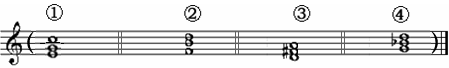 ① ② ③ ④